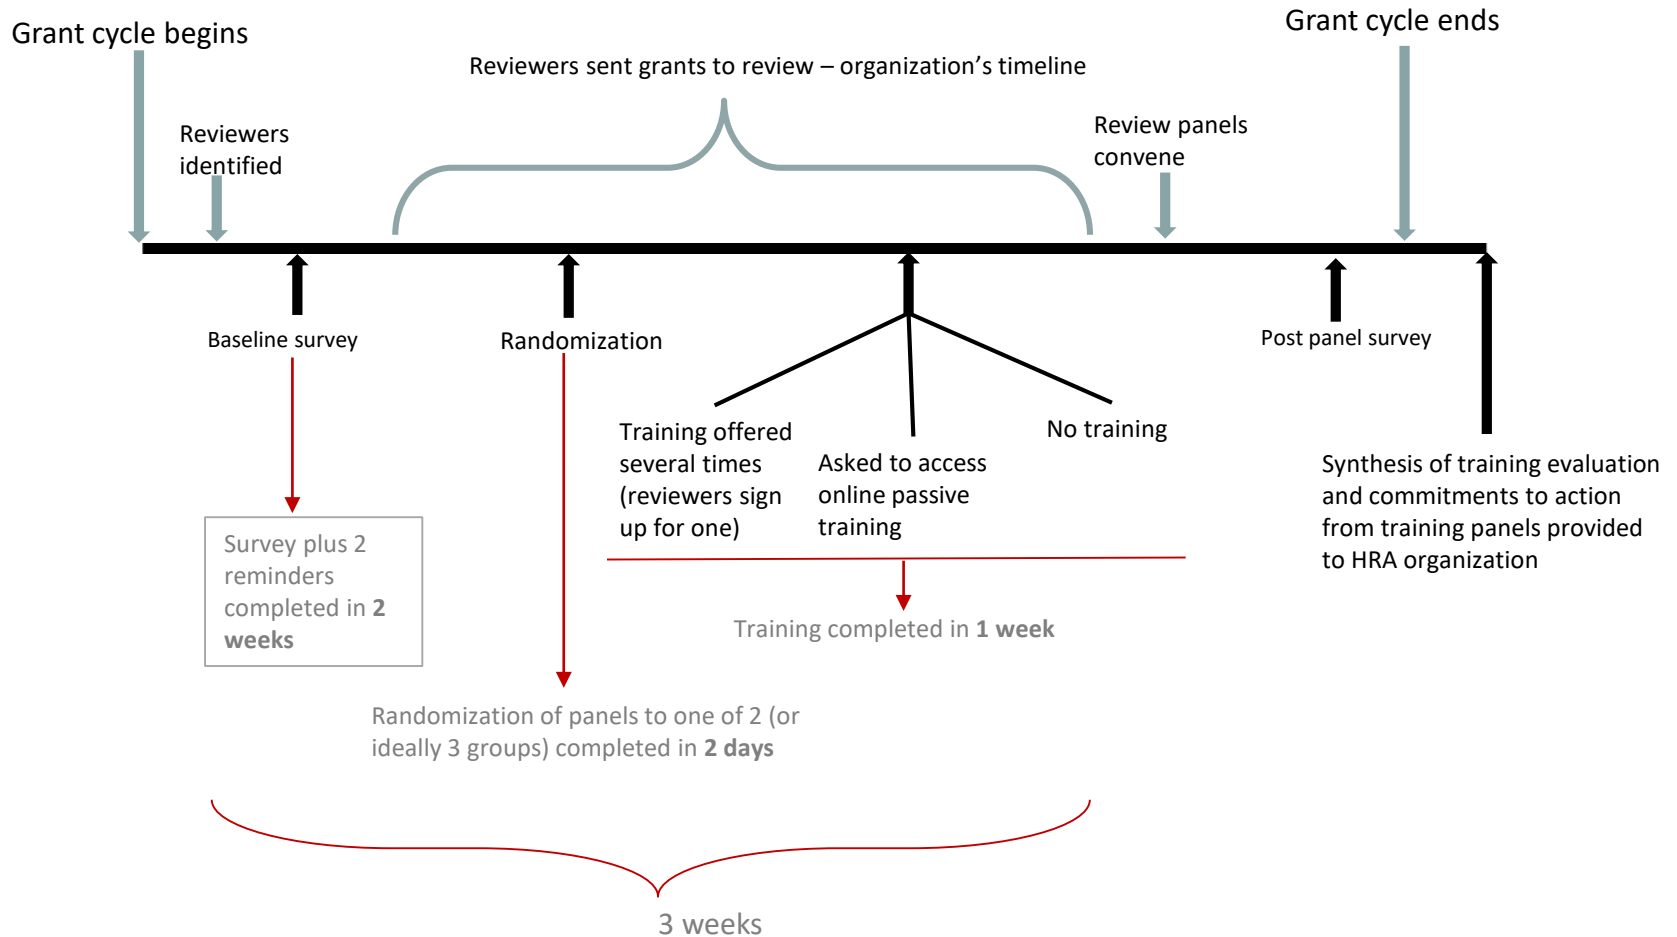 Grant cycle begins
Grant cycle ends
Reviewers sent grants to review – organization's timeline
Reviewers
identified
Review panels
convene
Baseline survey
Randomization
Post panel survey
Training offered
several times
(reviewers sign
up for one)
Asked to access
online passive
training
No training
Synthesis of training evaluation
and commitments to action
from training panels provided
to HRA organization
Survey plus 2
reminders
completed in 2
weeks
Training completed in 1 week
Randomization of panels to one of 2 (or
ideally 3 groups) completed in 2 days
3 weeks